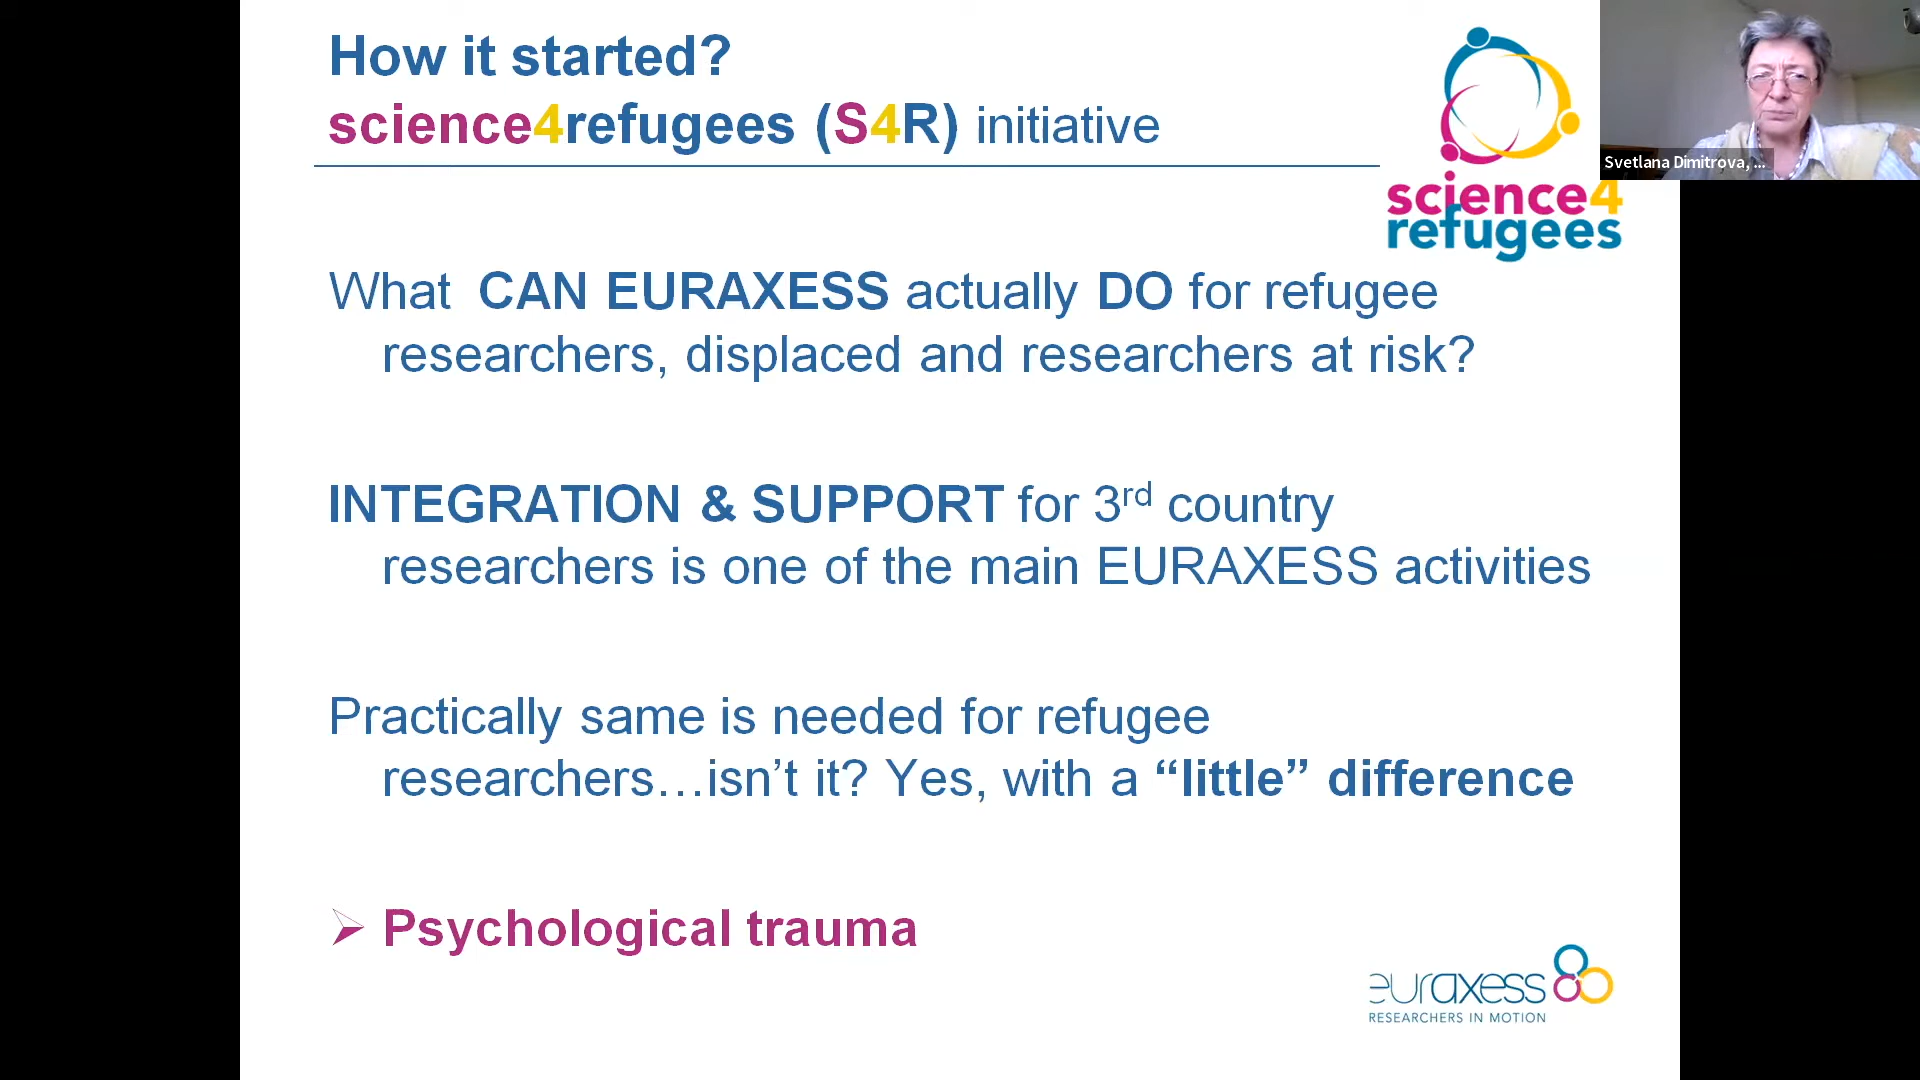 How it started?
science4refugees (S4R) initiative
Svetlana Dimitrova, ...
science4
refugees
What CAN EURAXESS actually DO for refugee
researchers, displaced and researchers at risk?
INTEGRATION & SUPPORT for 3rd country
researchers is one of the main EURAXESS activities
Practically same is needed for refugee
researchers…isn’t it? Yes, with a “little” difference
➢ Psychological trauma
euraxess
RESEARCHERS IN MOTION